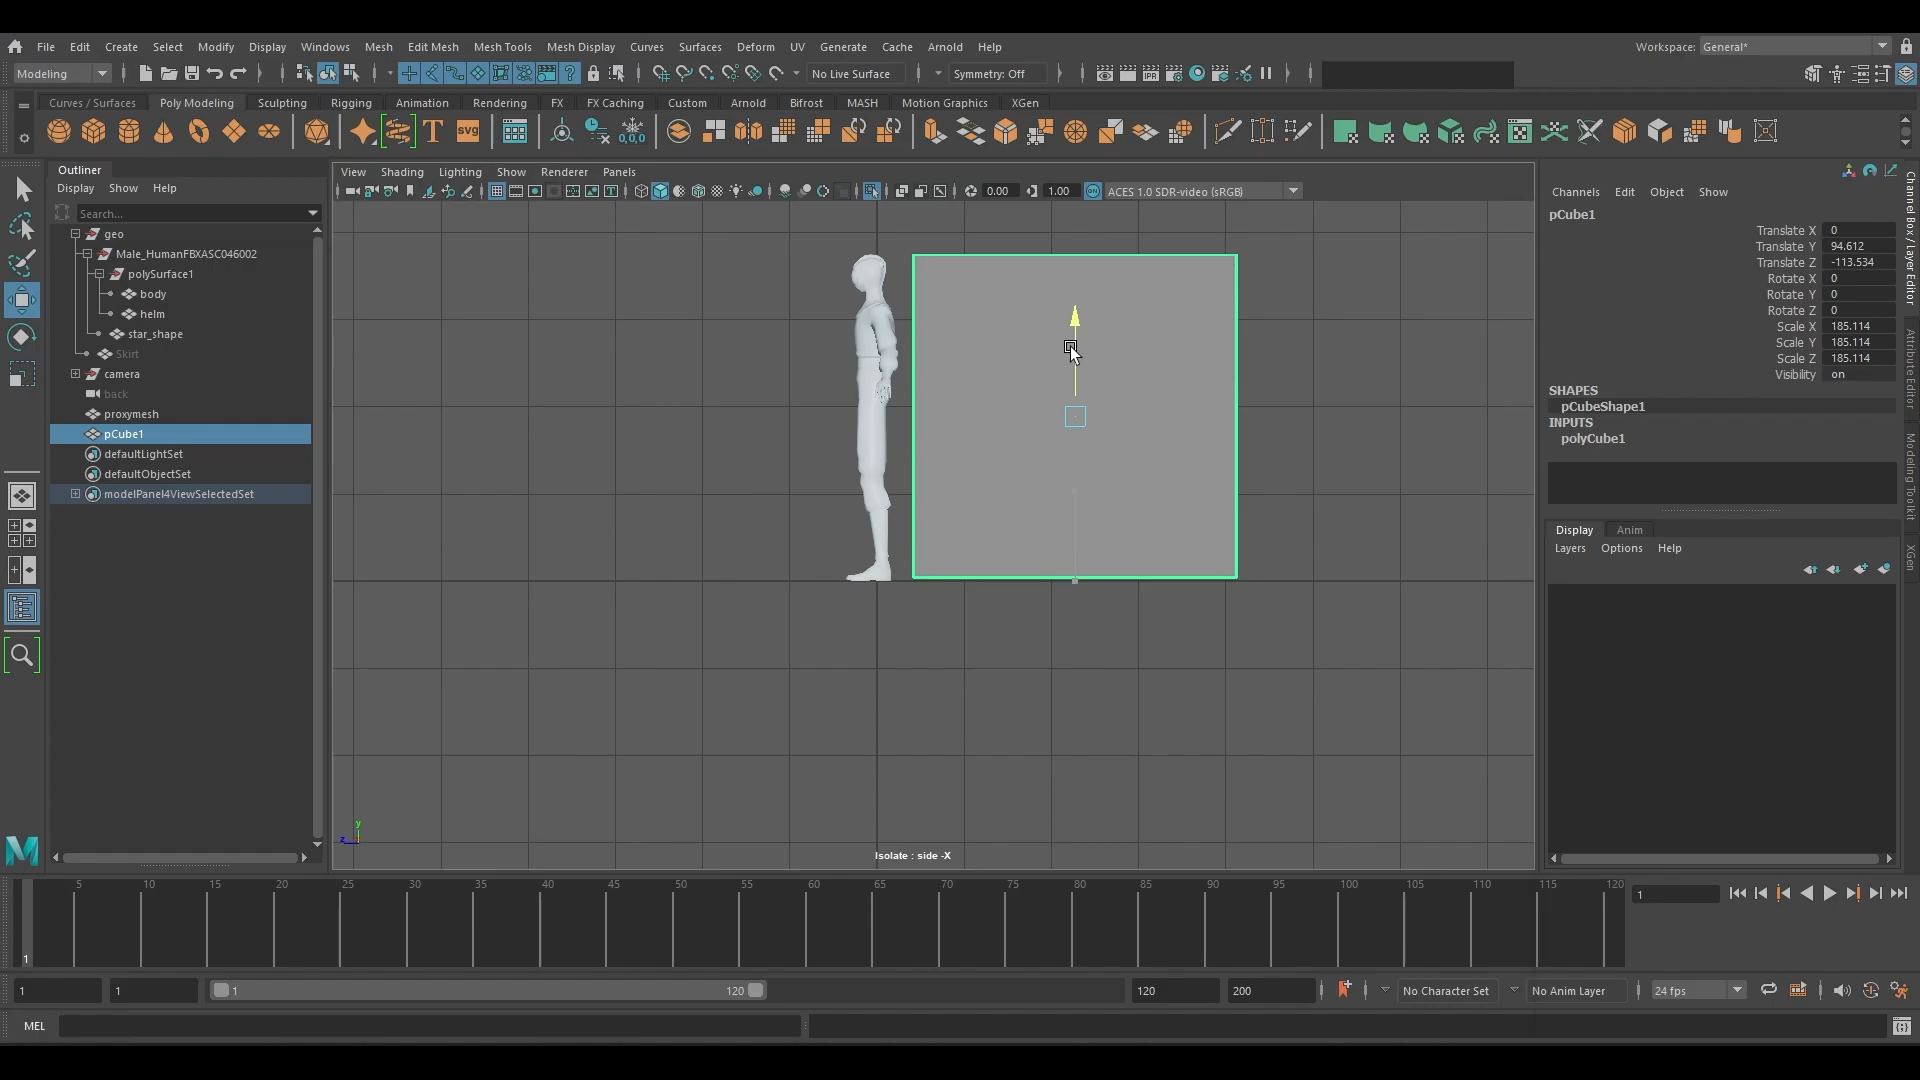 File Edit Create Select Modify Display Windows Mesh Edit Mesh Mesh Tools Mesh Display Curves Surfaces Deform UV Generate Cache Arnold Help Workspace: General*
Modeling No Live Surface Symmetry: Off
Curves / Surfaces Poly Modeling Sculpting Rigging Animation Rendering FX FX Caching Custom Arnold Bifrost MASH Motion Graphics XGen
T svg 0,0,0
Outliner
Display Show Help
Search...
geo
Male_HumanFBXASC046002
polySurface1
body
helm
star_shape
Skirt
camera
back
proxymesh
pCube1
defaultLightSet
defaultObjectSet
modelPanel4ViewSelectedSet
View Shading Lighting Show Renderer Panels
IPR
0.00 1.00 ON ACES 1.0 SDR-video (sRGB)
y
z
Isolate : side -X
Channels Edit Object Show
pCube1
Translate X 0
Translate Y 94.612
Translate Z -113.534
Rotate X 0
Rotate Y 0
Rotate Z 0
Scale X 185.114
Scale Y 185.114
Scale Z 185.114
Visibility on
SHAPES
pCubeShape1
INPUTS
polyCube1
Display Anim
Layers Options Help
Channel Box / Layer Editor
Attribute Editor
Modeling Toolkit
XGen
5 10 15 20 25 30 35 40 45 50 55 60 65 70 75 80 85 90 95 100 105 110 115 120
1
1
1 1 1 120 120 200 No Character Set No Anim Layer 24 fps
MEL